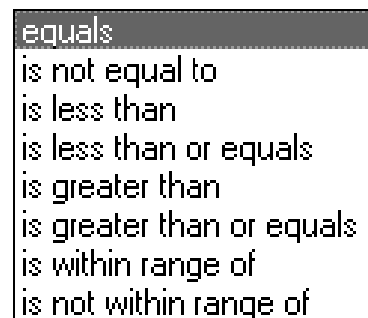 equals
is not equal to
is less than
is less than or equals
is greater than
is greater than or equals
is within range of
is not within range of